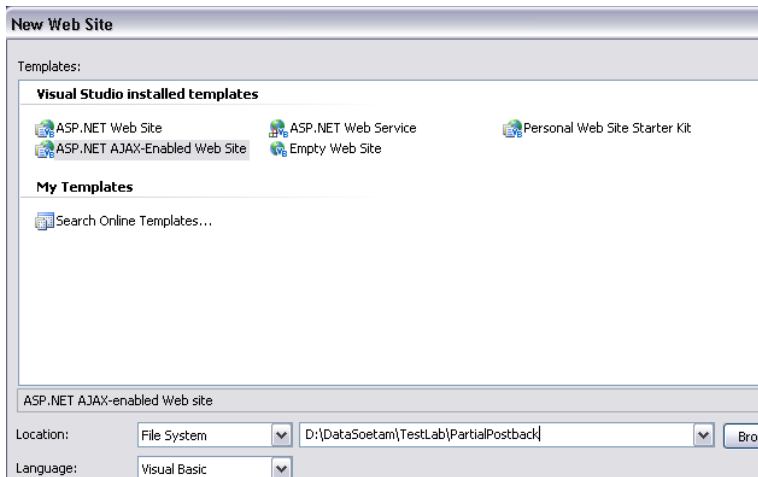 New Web Site
Templates:
Visual Studio installed templates
ASP.NET Web Site ASP.NET Web Service Personal Web Site Starter Kit
ASP.NET AJAX-Enabled Web Site Empty Web Site
My Templates
Search Online Templates...
ASP.NET AJAX-enabled Web site
Location: File System D:\DataSoetam\TestLab\PartialPostback Bro
Language: Visual Basic